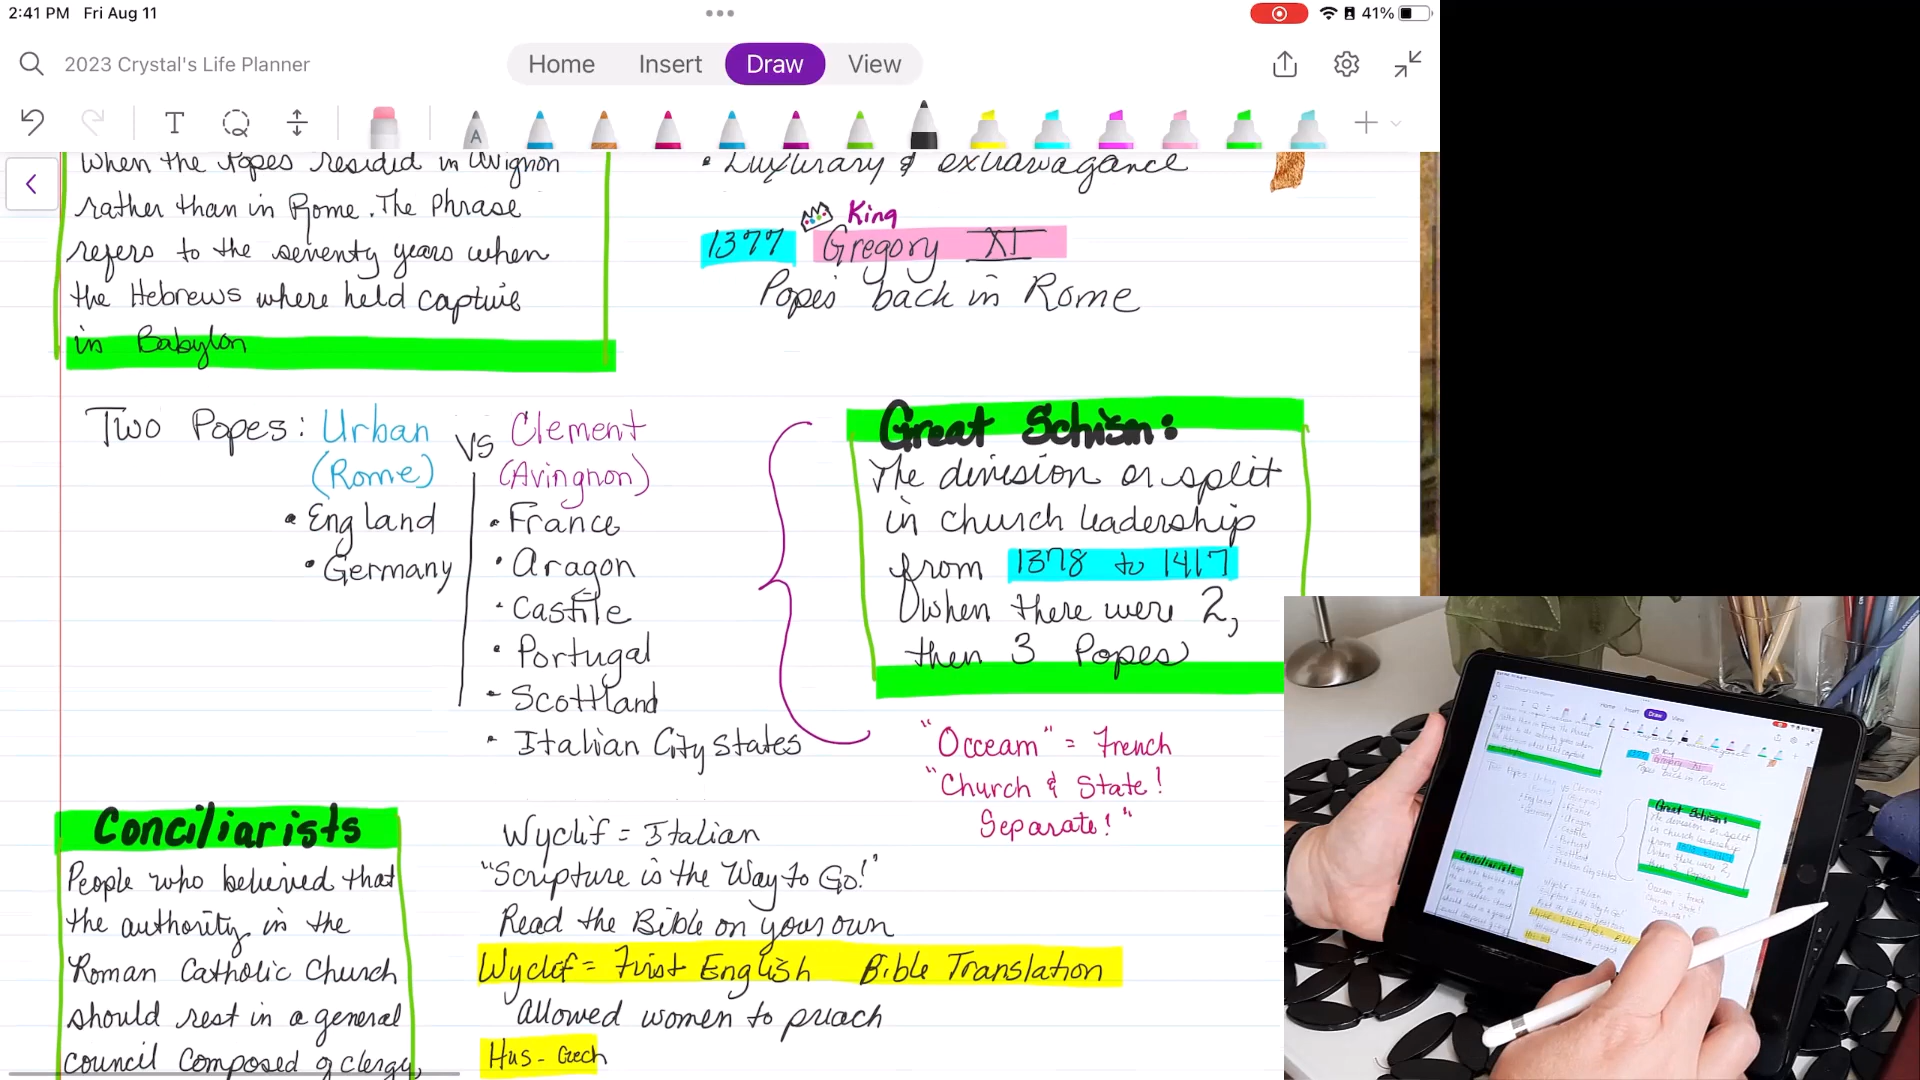 2:41 PM Fri Aug 11
41%
2023 Crystal's Life Planner
Home Insert Draw View
T
A
when the Popes resided in Avignon
rather than in Rome. The Phrase
refers to the seventy years when
the Hebrews where held captive
in Babylon
• Luxurary & extravagance
King
1377 Gregory XI
Popes back in Rome
Two Popes: Urban vs Clement
(Rome) (Avingnon)
• England
• Germany
• France
• Aragon
• Castile
• Portugal
• Scottland
• Italian City states
Great Schism:
The division or split
in church leadership
from 1378 to 1417
when there were 2,
then 3 Popes
"Occeam" = French
"Church & State!
Separate!"
Conciliarists
People who believed that
the authority in the
Roman Catholic Church
should rest in a general
council composed of clergy,
Wyclif = Italian
"Scripture is the Way to Go!"
Read the Bible on your own
Wyclef = First English Bible Translation
Allowed women to preach
Hus - Czech